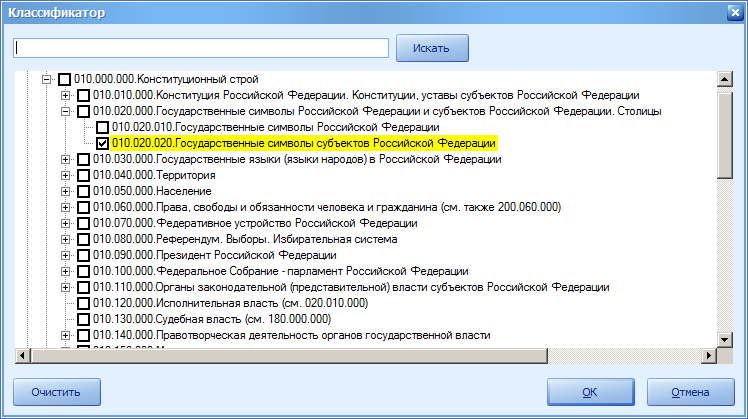 Классификатор
Искать
010.000.000.Конституционный строй
010.010.000.Конституция Российской Федерации. Конституции, уставы субъектов Российской Федерации
010.020.000.Государственные символы Российской Федерации и субъектов Российской Федерации. Столицы
010.020.010.Государственные символы Российской Федерации
010.020.020.Государственные символы субъектов Российской Федерации
010.030.000.Государственные языки (языки народов) в Российской Федерации
010.040.000.Территория
010.050.000.Население
010.060.000.Права, свободы и обязанности человека и гражданина (см. также 200.060.000)
010.070.000.Федеративное устройство Российской Федерации
010.080.000.Референдум. Выборы. Избирательная система
010.090.000.Президент Российской Федерации
010.100.000.Федеральное Собрание - парламент Российской Федерации
010.110.000.Органы законодательной (представительной) власти субъектов Российской Федерации
010.120.000.Исполнительная власть (см. 020.010.000)
010.130.000.Судебная власть (см. 180.000.000)
010.140.000.Правотворческая деятельность органов государственной власти
Очистить
OK
Отмена